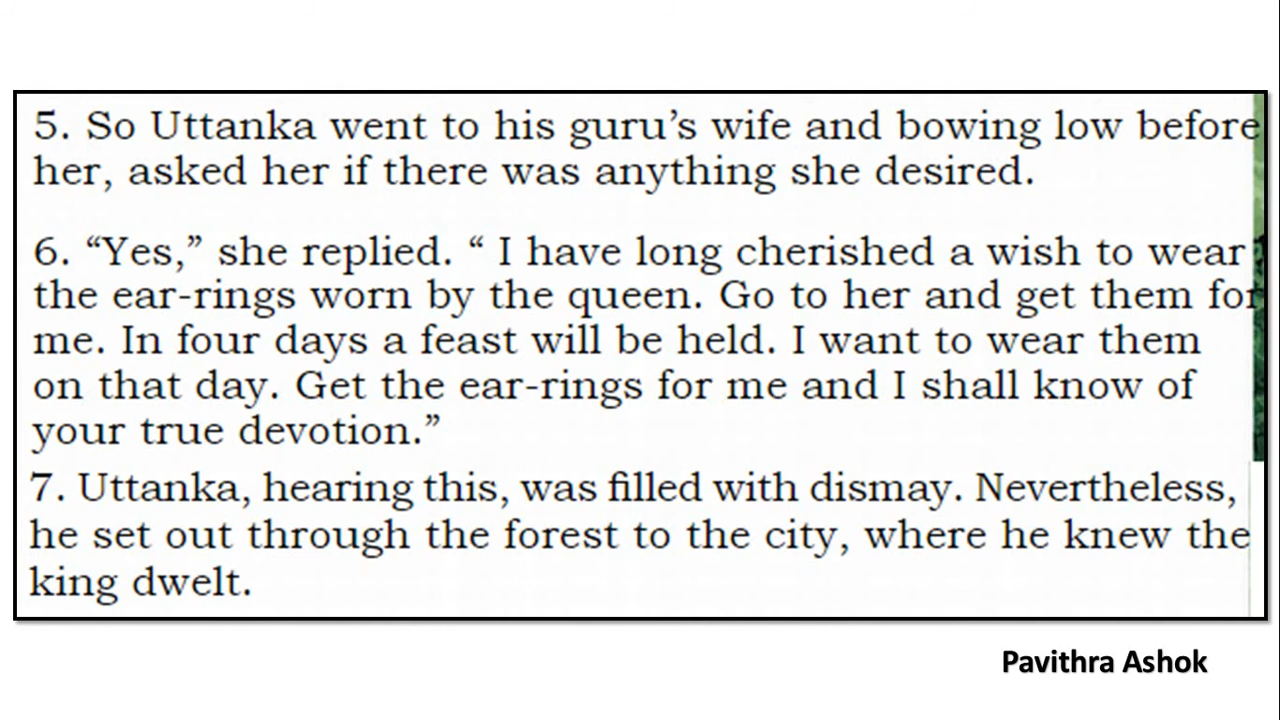 5. So Uttanka went to his guru’s wife and bowing low before
her, asked her if there was anything she desired.
6. “Yes,” she replied. “ I have long cherished a wish to wear
the ear-rings worn by the queen. Go to her and get them for
me. In four days a feast will be held. I want to wear them
on that day. Get the ear-rings for me and I shall know of
your true devotion.”
7. Uttanka, hearing this, was filled with dismay. Nevertheless,
he set out through the forest to the city, where he knew the
king dwelt.
Pavithra Ashok